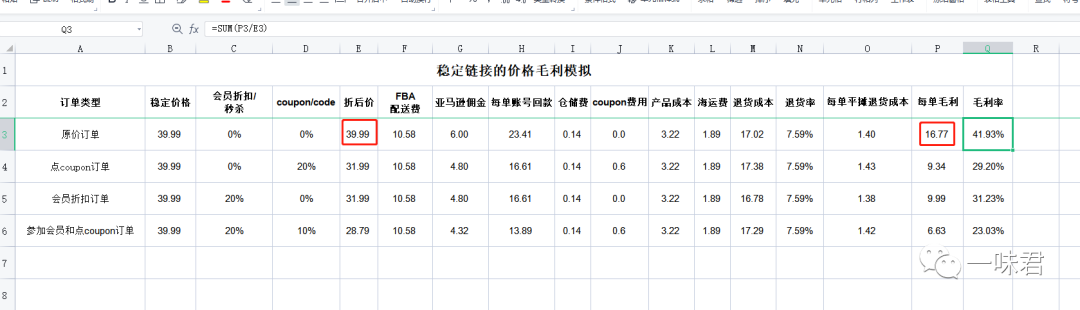 Q3 fx =SUM(P3/E3)
A B C D E F G H I J K L M N O P Q R
1 稳定链接的价格毛利模拟
2 订单类型 稳定价格 会员折扣/秒杀 coupon/code 折后价 FBA配送费 亚马逊佣金 每单账号回款 仓储费 coupon费用 产品成本 海运费 退货成本 退货率 每单平摊退货成本 每单毛利 毛利率
3 原价订单 39.99 0% 0% 39.99 10.58 6.00 23.41 0.14 0.0 3.22 1.89 17.02 7.59% 1.40 16.77 41.93%
4 点coupon订单 39.99 0% 20% 31.99 10.58 4.80 16.61 0.14 0.6 3.22 1.89 17.38 7.59% 1.43 9.34 29.20%
5 会员折扣订单 39.99 20% 0% 31.99 10.58 4.80 16.61 0.14 0.0 3.22 1.89 16.78 7.59% 1.38 9.99 31.23%
6 参加会员和点coupon订单 39.99 20% 10% 28.79 10.58 4.32 13.89 0.14 0.6 3.22 1.89 17.29 7.59% 1.42 6.63 23.03%
7
一味君
8